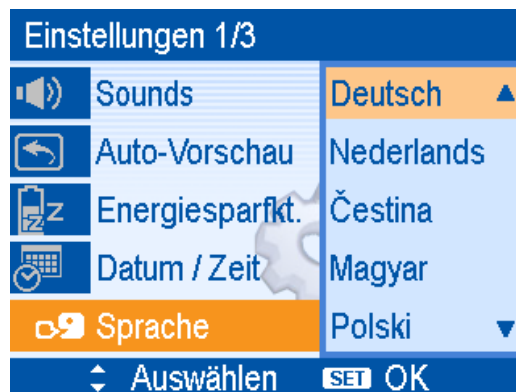 Einstellungen 1/3
Sounds
Auto-Vorschau
Energiesparfkt.
Datum / Zeit
Sprache
Deutsch
Nederlands
Čestina
Magyar
Polski
Auswählen SET OK